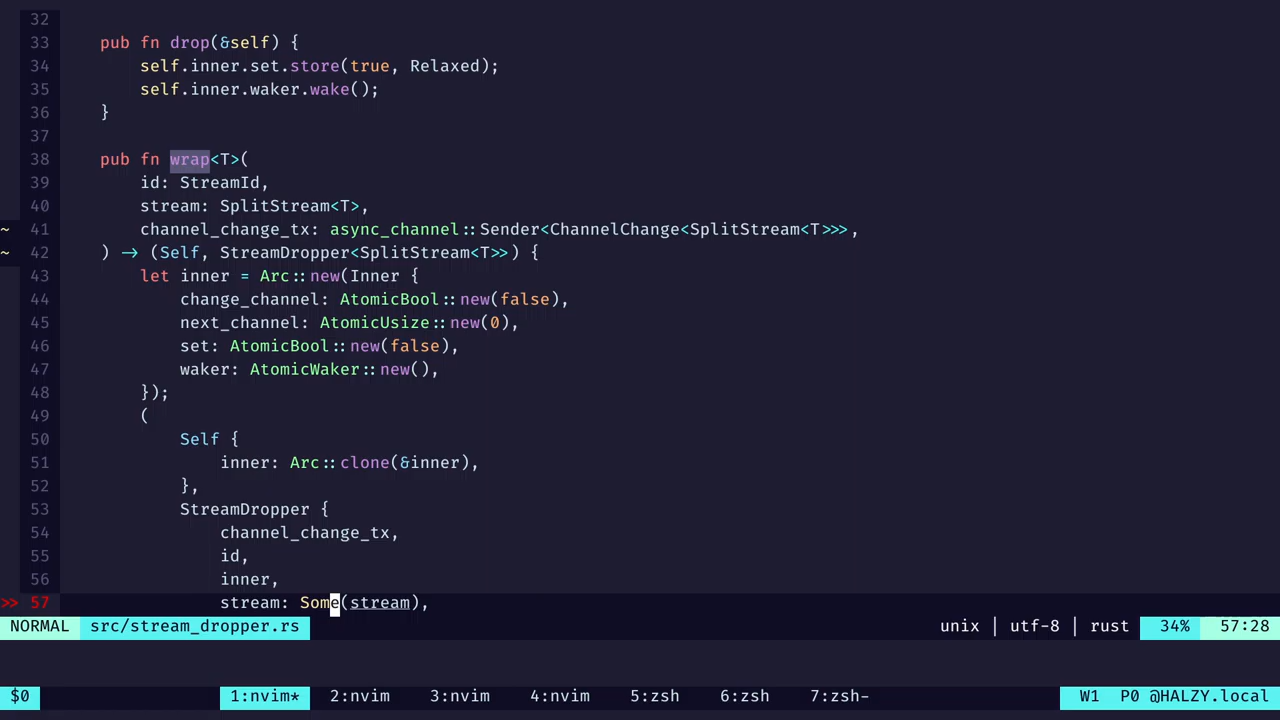 32
33 pub fn drop(&self) {
34 self.inner.set.store(true, Relaxed);
35 self.inner.waker.wake();
36 }
37
38 pub fn wrap<T>(
39 id: StreamId,
40 stream: SplitStream<T>,
~ 41 channel_change_tx: async_channel::Sender<ChannelChange<SplitStream<T>>>,
~ 42 ) -> (Self, StreamDropper<SplitStream<T>>) {
43 let inner = Arc::new(Inner {
44 change_channel: AtomicBool::new(false),
45 next_channel: AtomicUsize::new(0),
46 set: AtomicBool::new(false),
47 waker: AtomicWaker::new(),
48 });
49 (
50 Self {
51 inner: Arc::clone(&inner),
52 },
53 StreamDropper {
54 channel_change_tx,
55 id,
56 inner,
>> 57 stream: Some(stream),
NORMAL src/stream_dropper.rs unix | utf-8 | rust 34% 57:28
$0 1:nvim* 2:nvim 3:nvim 4:nvim 5:zsh 6:zsh 7:zsh- W1 P0 @HALZY.local